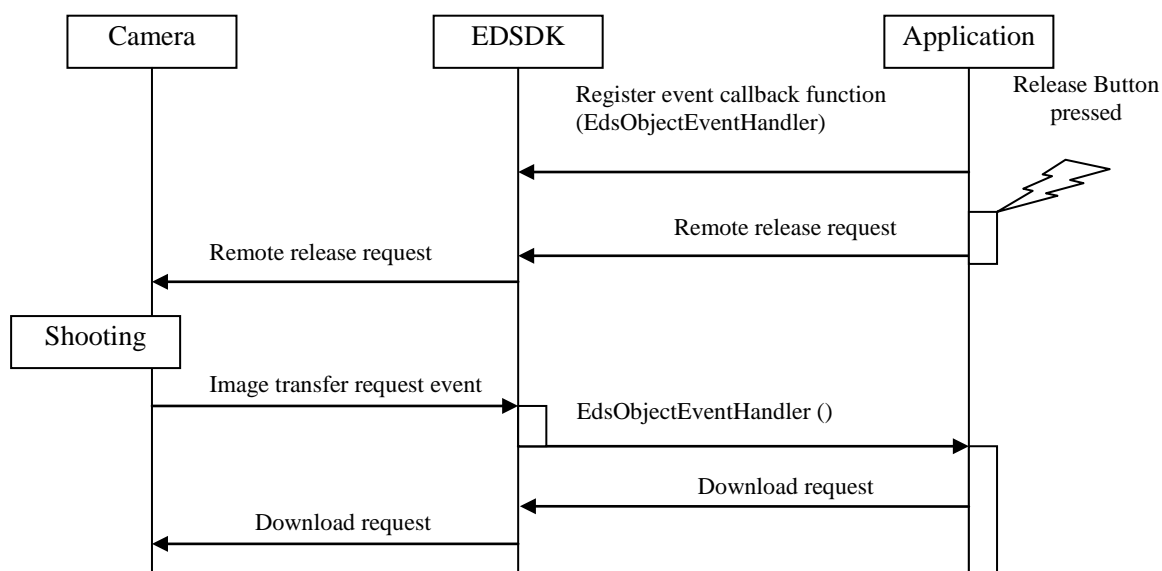 Camera
EDSDK
Application
Register event callback function
(EdsObjectEventHandler)
Release Button
pressed
Remote release request
Remote release request
Shooting
Image transfer request event
EdsObjectEventHandler ()
Download request
Download request